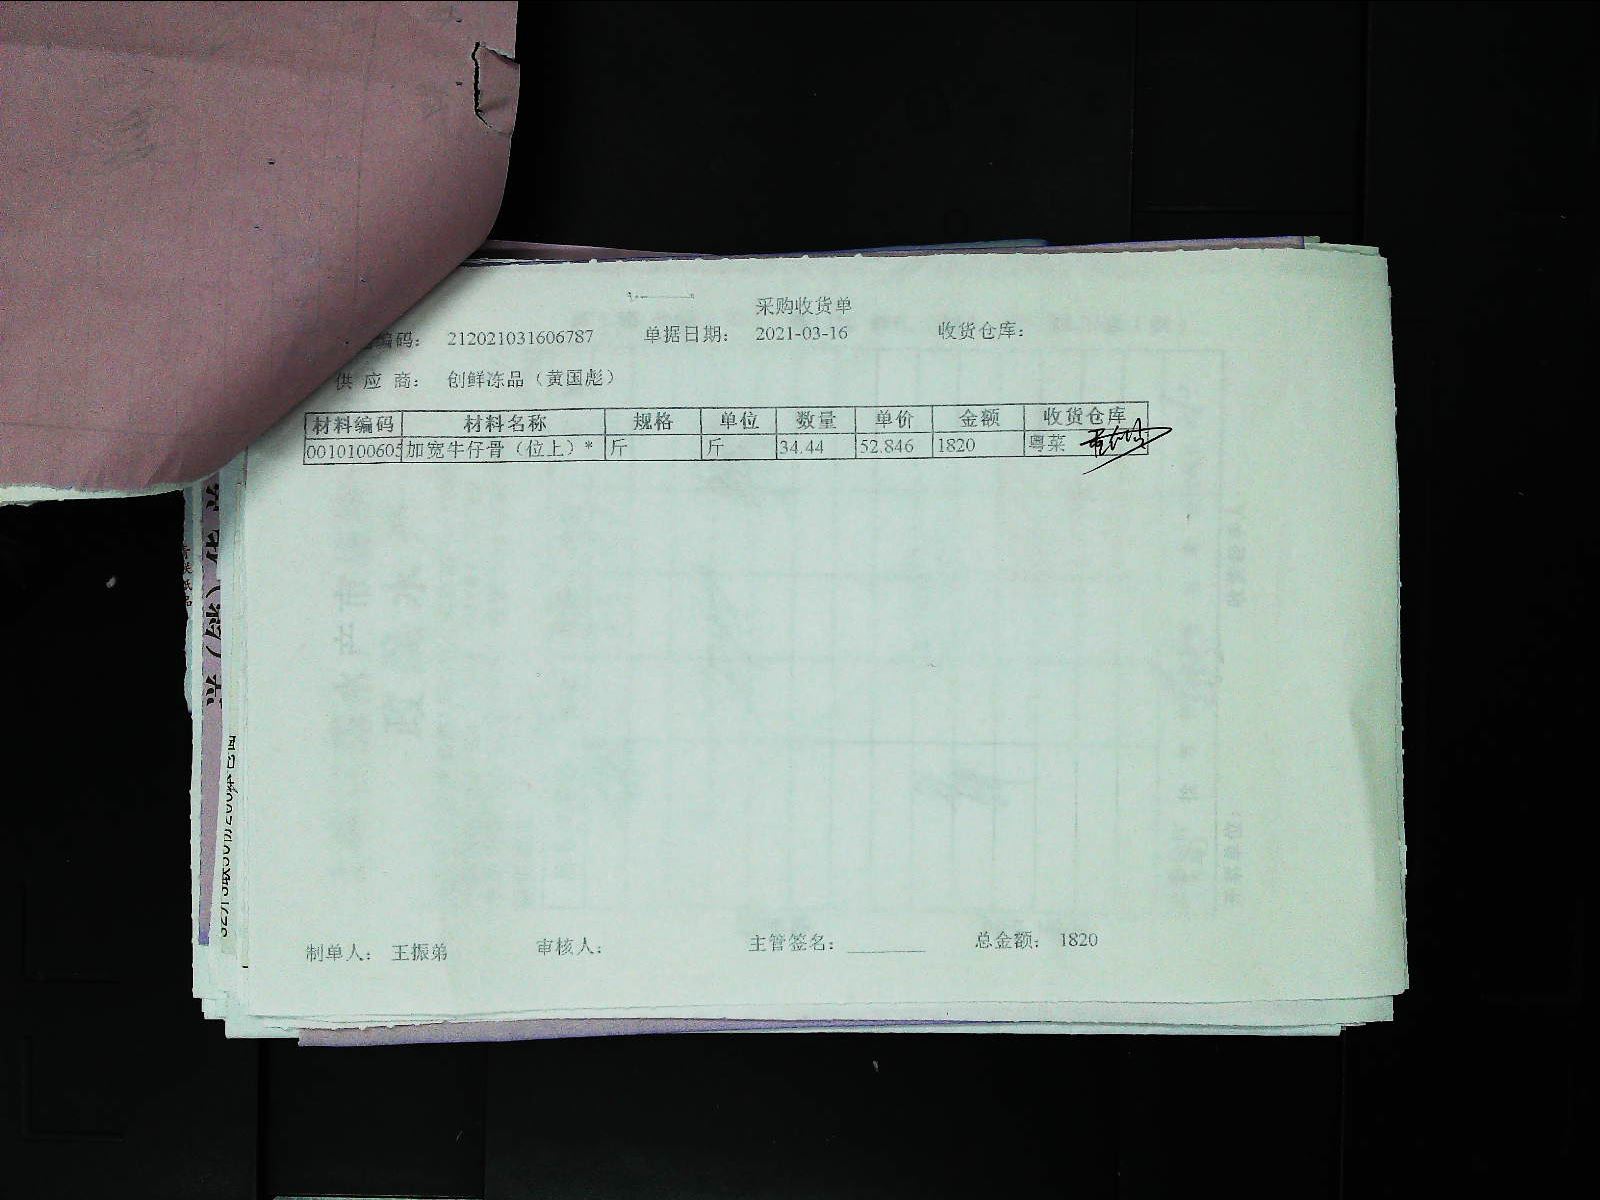 采购收货单
编码： 212021031606787 单据日期： 2021-03-16 收货仓库：
供 应 商： 创鲜冻品（黄国彪）
材料编码 材料名称 规格 单位 数量 单价 金额 收货仓库
0010100605 加宽牛仔骨（位上）* 斤 斤 34.44 52.846 1820 粤菜
制单人： 王振弟 审核人： 主管签名： 总金额： 1820